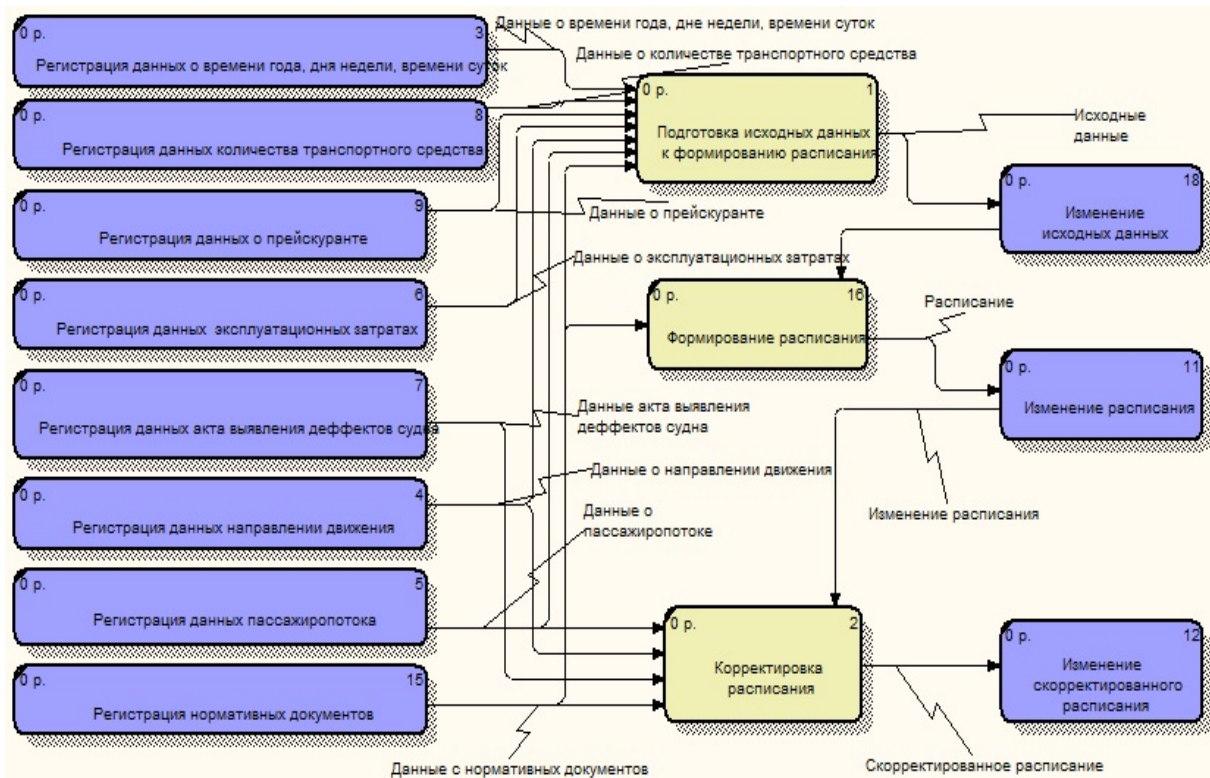 0 р. 3
Регистрация данных о времени года, дня недели, времени суток
0 р. 8
Регистрация данных количества транспортного средства
0 р. 9
Регистрация данных о прейскуранте
0 р. 6
Регистрация данных эксплуатационных затратах
0 р. 7
Регистрация данных акта выявления деффектов судна
0 р. 4
Регистрация данных направлении движения
0 р. 5
Регистрация данных пассажиропотока
0 р. 15
Регистрация нормативных документов
Данные о времени года, дне недели, времени суток
Данные о количестве транспортного средства
0 р. 1
Подготовка исходных данных
к формированию расписания
Данные о прейскуранте
Данные о эксплуатационных затратах
0 р. 16
Формирование расписания
Данные акта выявления
деффектов судна
Данные о направлении движения
Данные о
пассажиропотоке
0 р. 2
Корректировка
расписания
Данные с нормативных документов
Исходные
данные
0 р. 18
Изменение
исходных данных
Расписание
0 р. 11
Изменение расписания
Изменение расписания
0 р. 12
Изменение
скорректированного
расписания
Скорректированное расписание